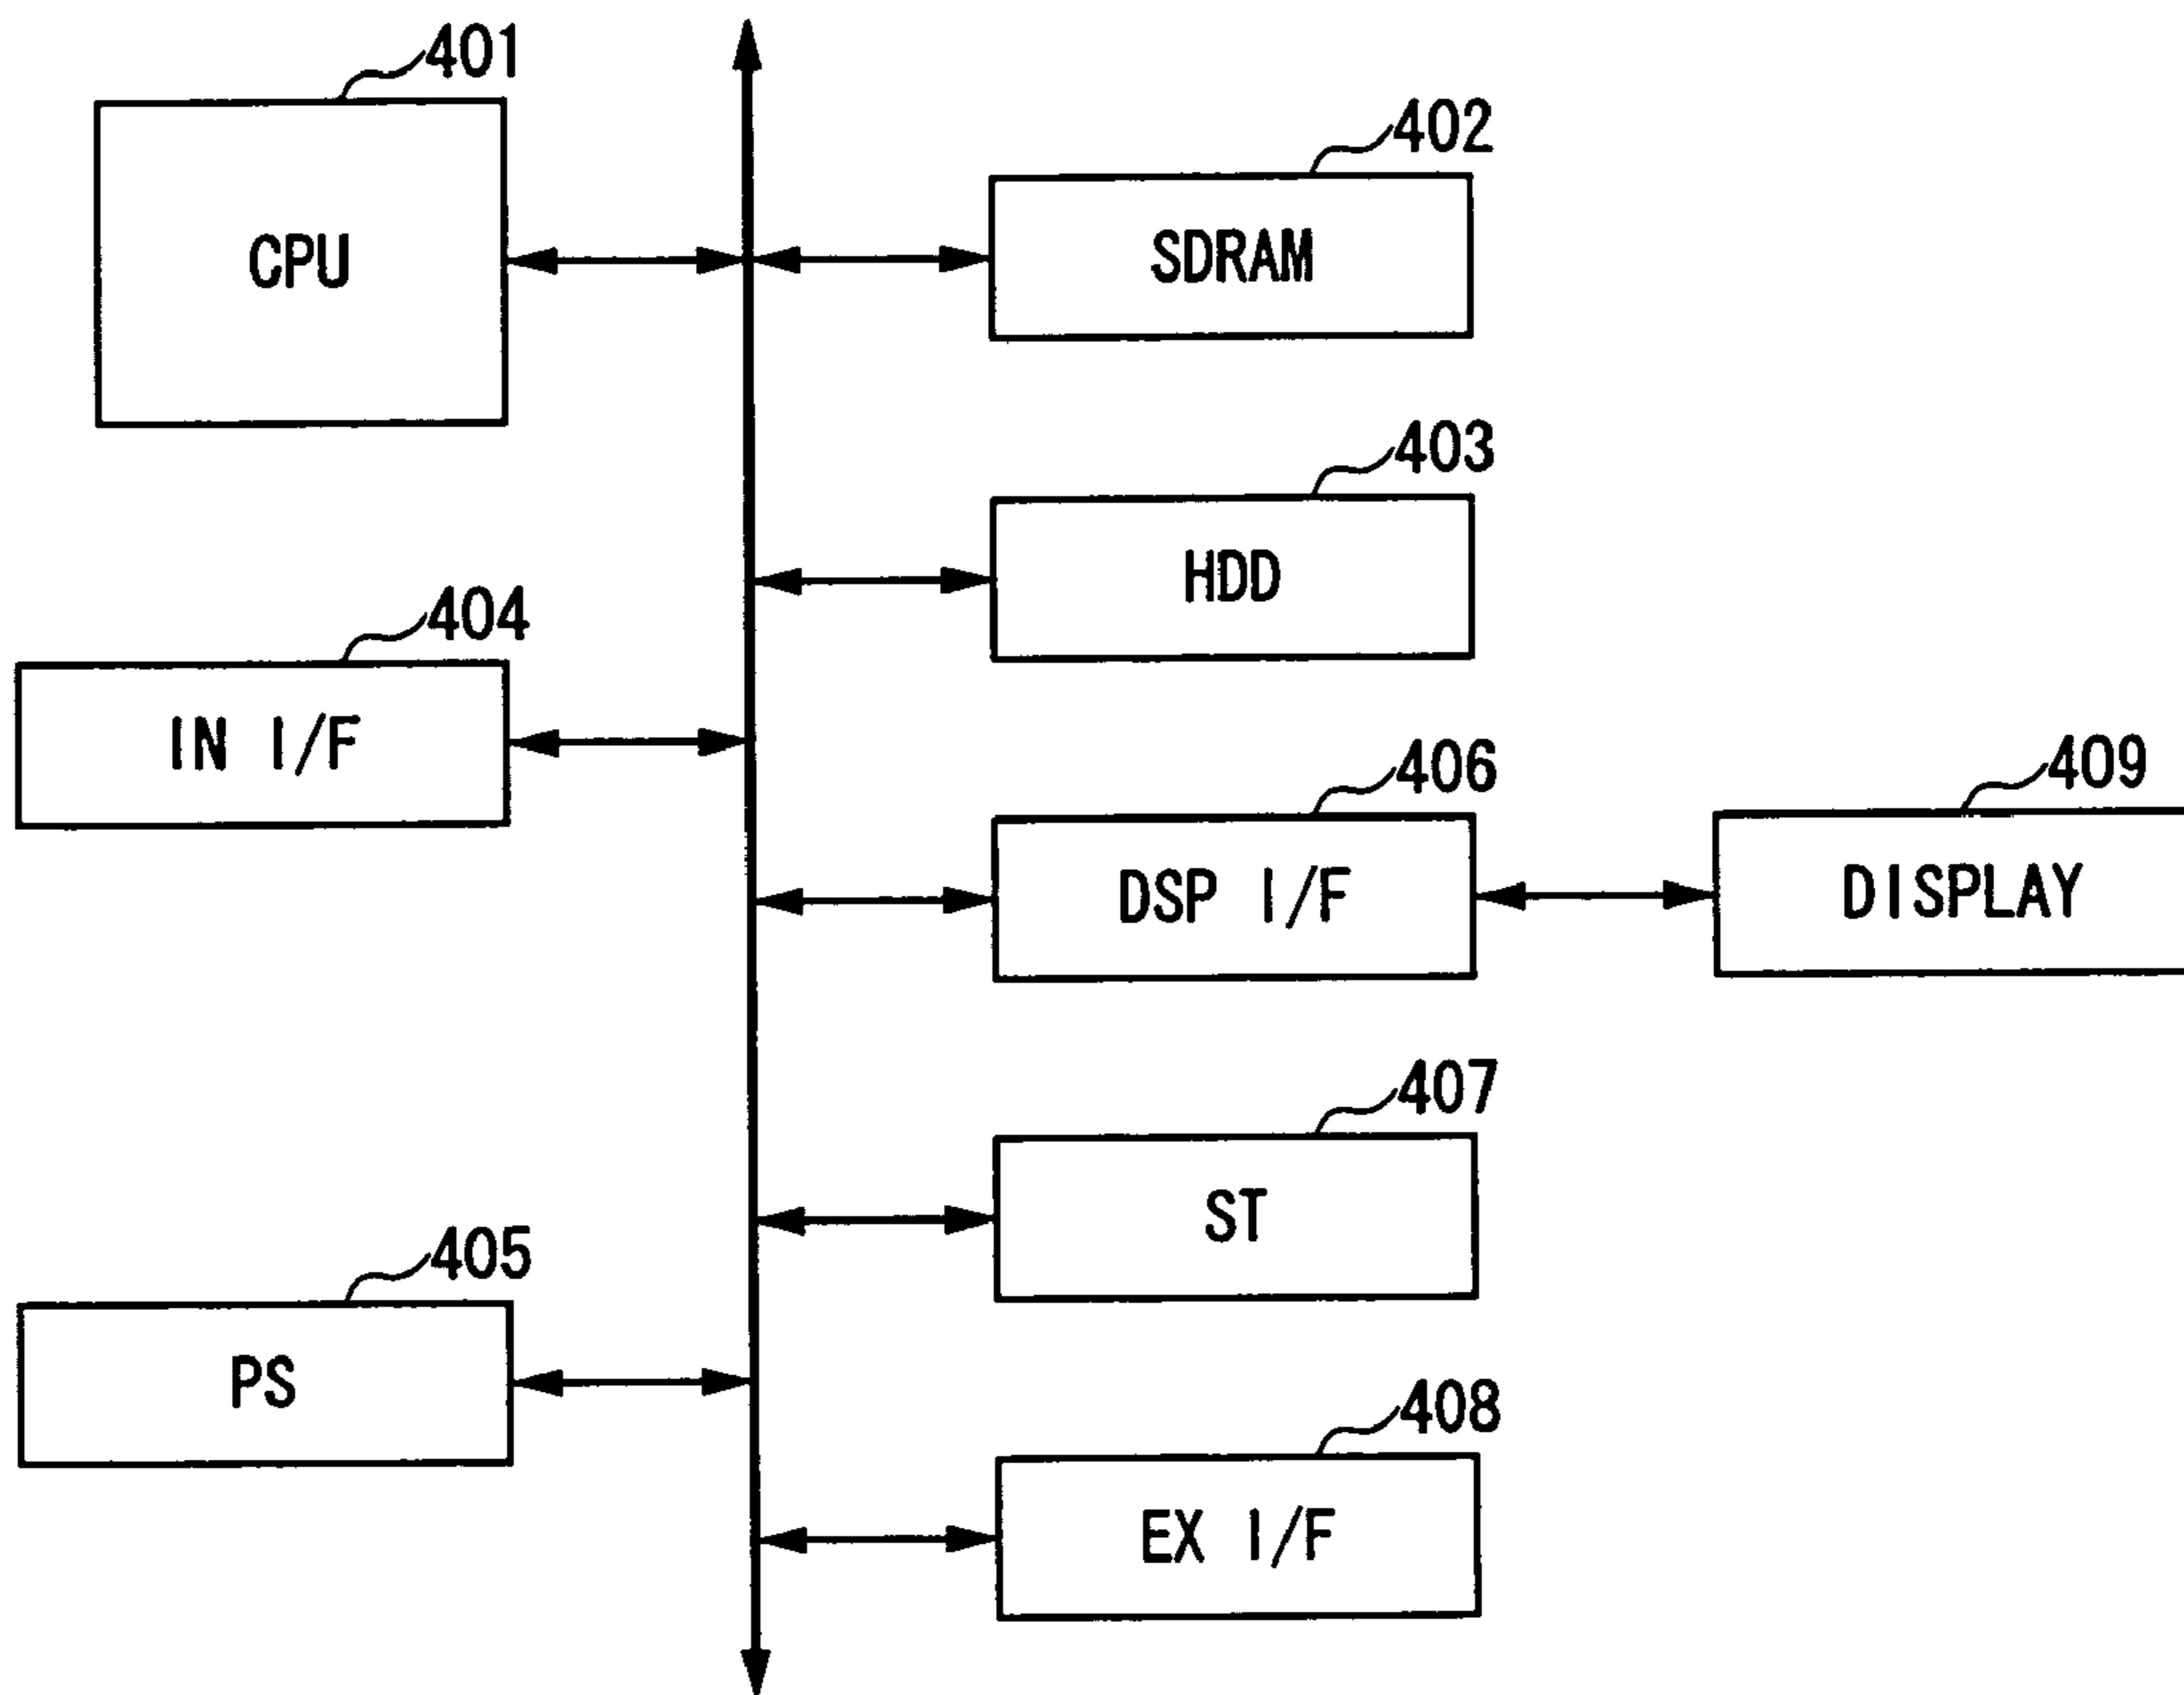 401
CPU
402
SDRAM
403
HDD
404
IN I/F
406
DSP I/F
409
DISPLAY
407
ST
405
PS
408
EX I/F